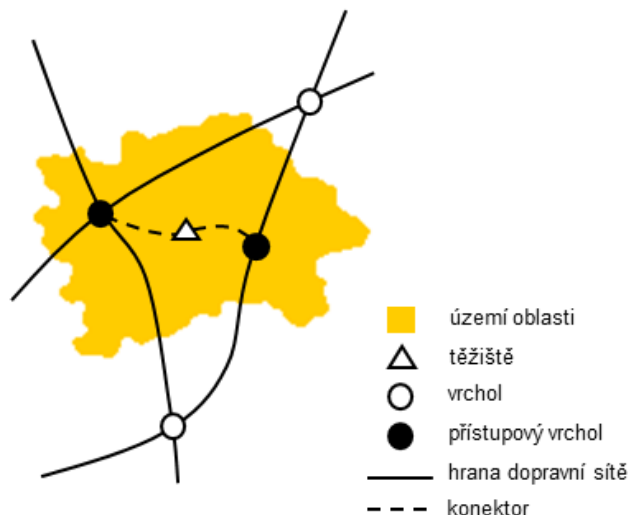 území oblasti
těžiště
vrchol
přístupový vrchol
hrana dopravní sítě
konektor